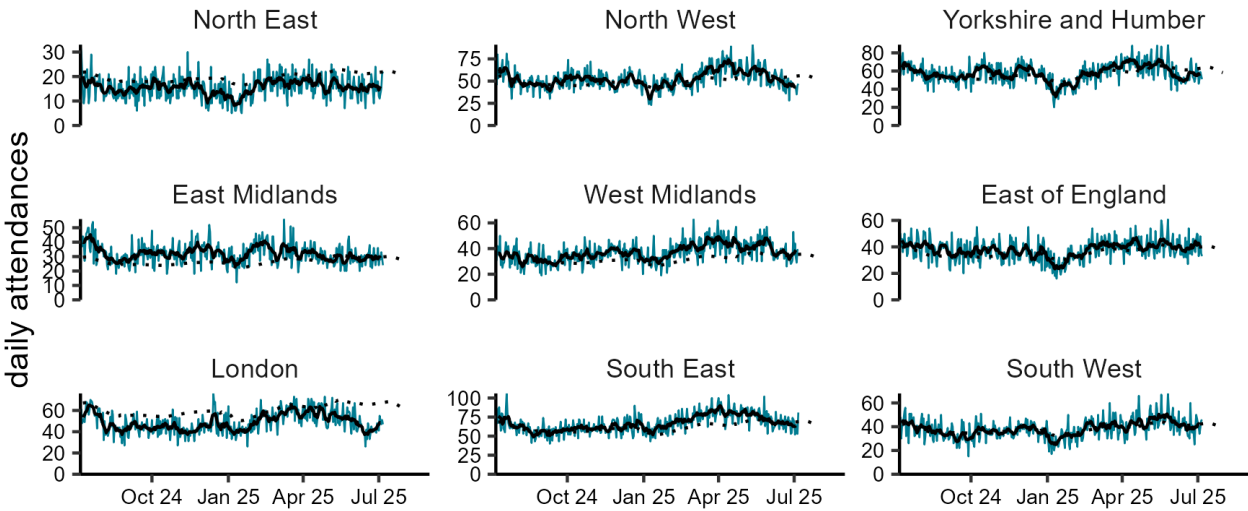 North East North West Yorkshire and Humber
30 75 80
20 50 60
10 25 40
0 0 20
0
East Midlands West Midlands East of England
50 60 60
40 40 40
30 20 20
20 0 0
10
0
London South East South West
60 100 60
40 75 40
20 50 20
0 25 0
0
Oct 24 Jan 25 Apr 25 Jul 25 Oct 24 Jan 25 Apr 25 Jul 25 Oct 24 Jan 25 Apr 25 Jul 25
daily attendances